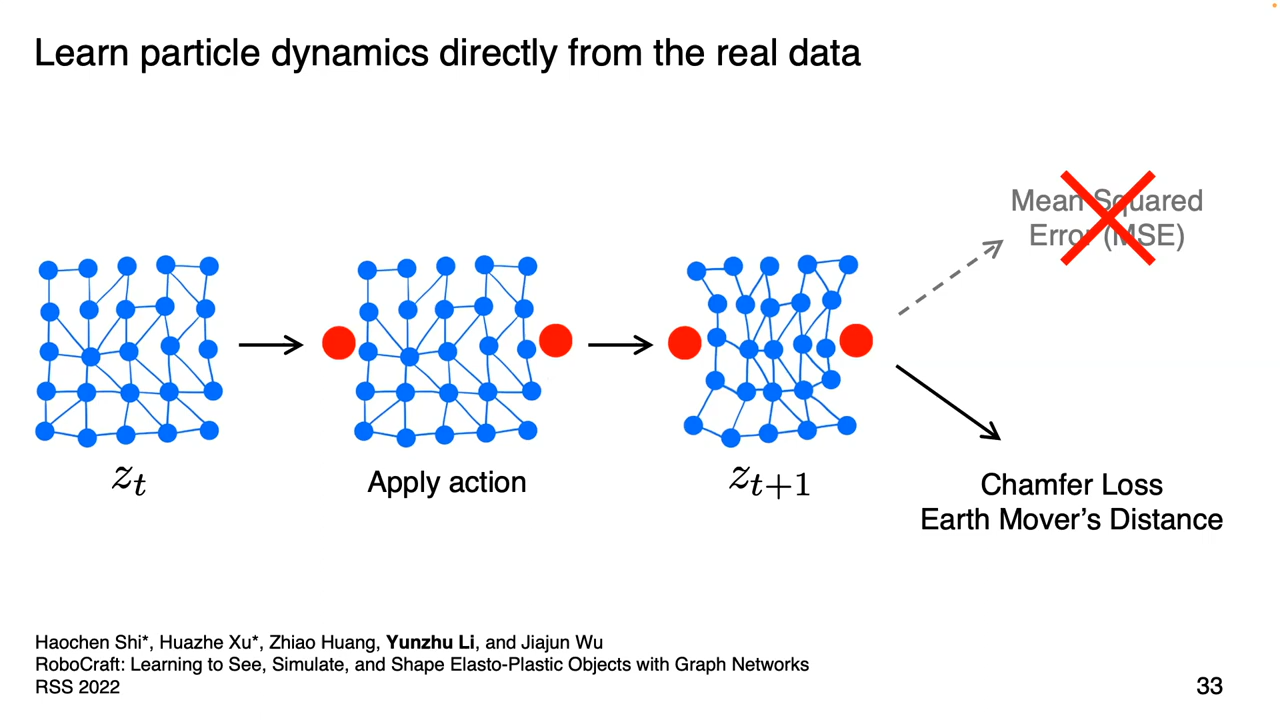 Learn particle dynamics directly from the real data
Mean Squared
Error (MSE)
z_t
Apply action
z_{t+1}
Chamfer Loss
Earth Mover’s Distance
Haochen Shi*, Huazhe Xu*, Zhiao Huang, Yunzhu Li, and Jiajun Wu
RoboCraft: Learning to See, Simulate, and Shape Elasto-Plastic Objects with Graph Networks
RSS 2022
33